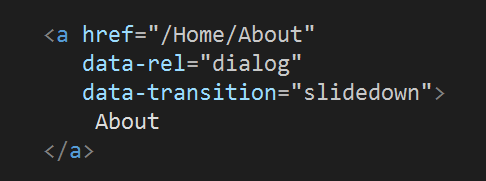 <a href="/Home/About"
data-rel="dialog"
data-transition="slidedown">
About
</a>